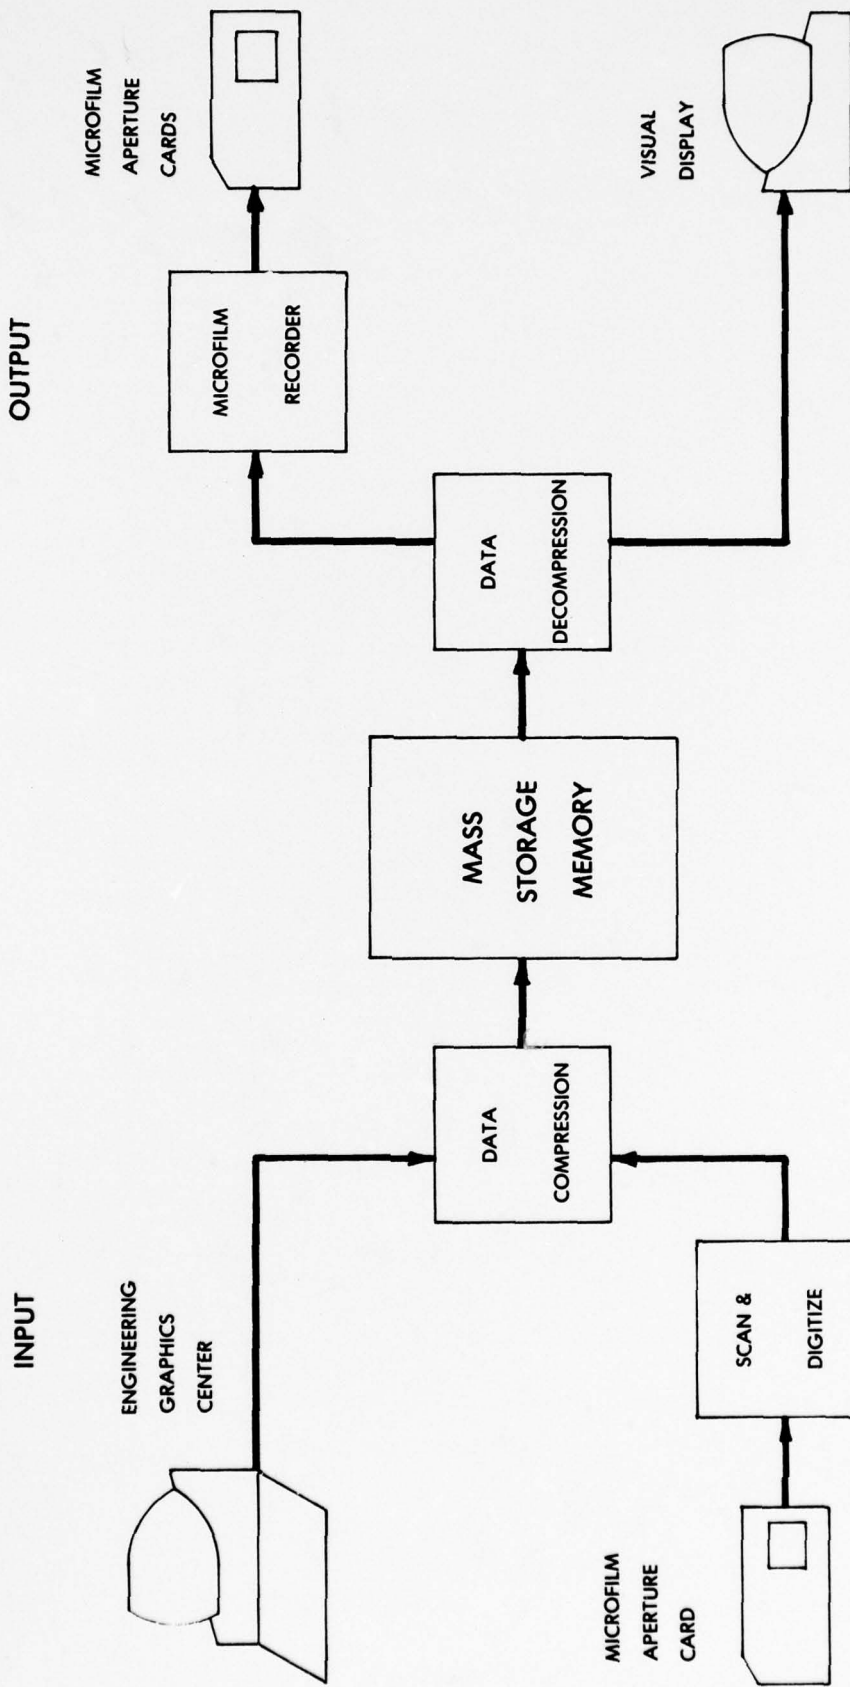 INPUT
OUTPUT
ENGINEERING
GRAPHICS
CENTER
MICROFILM
APERTURE
CARD
SCAN &
DIGITIZE
DATA
COMPRESSION
MASS
STORAGE
MEMORY
DATA
DECOMPRESSION
MICROFILM
RECORDER
MICROFILM
APERTURE
CARDS
VISUAL
DISPLAY